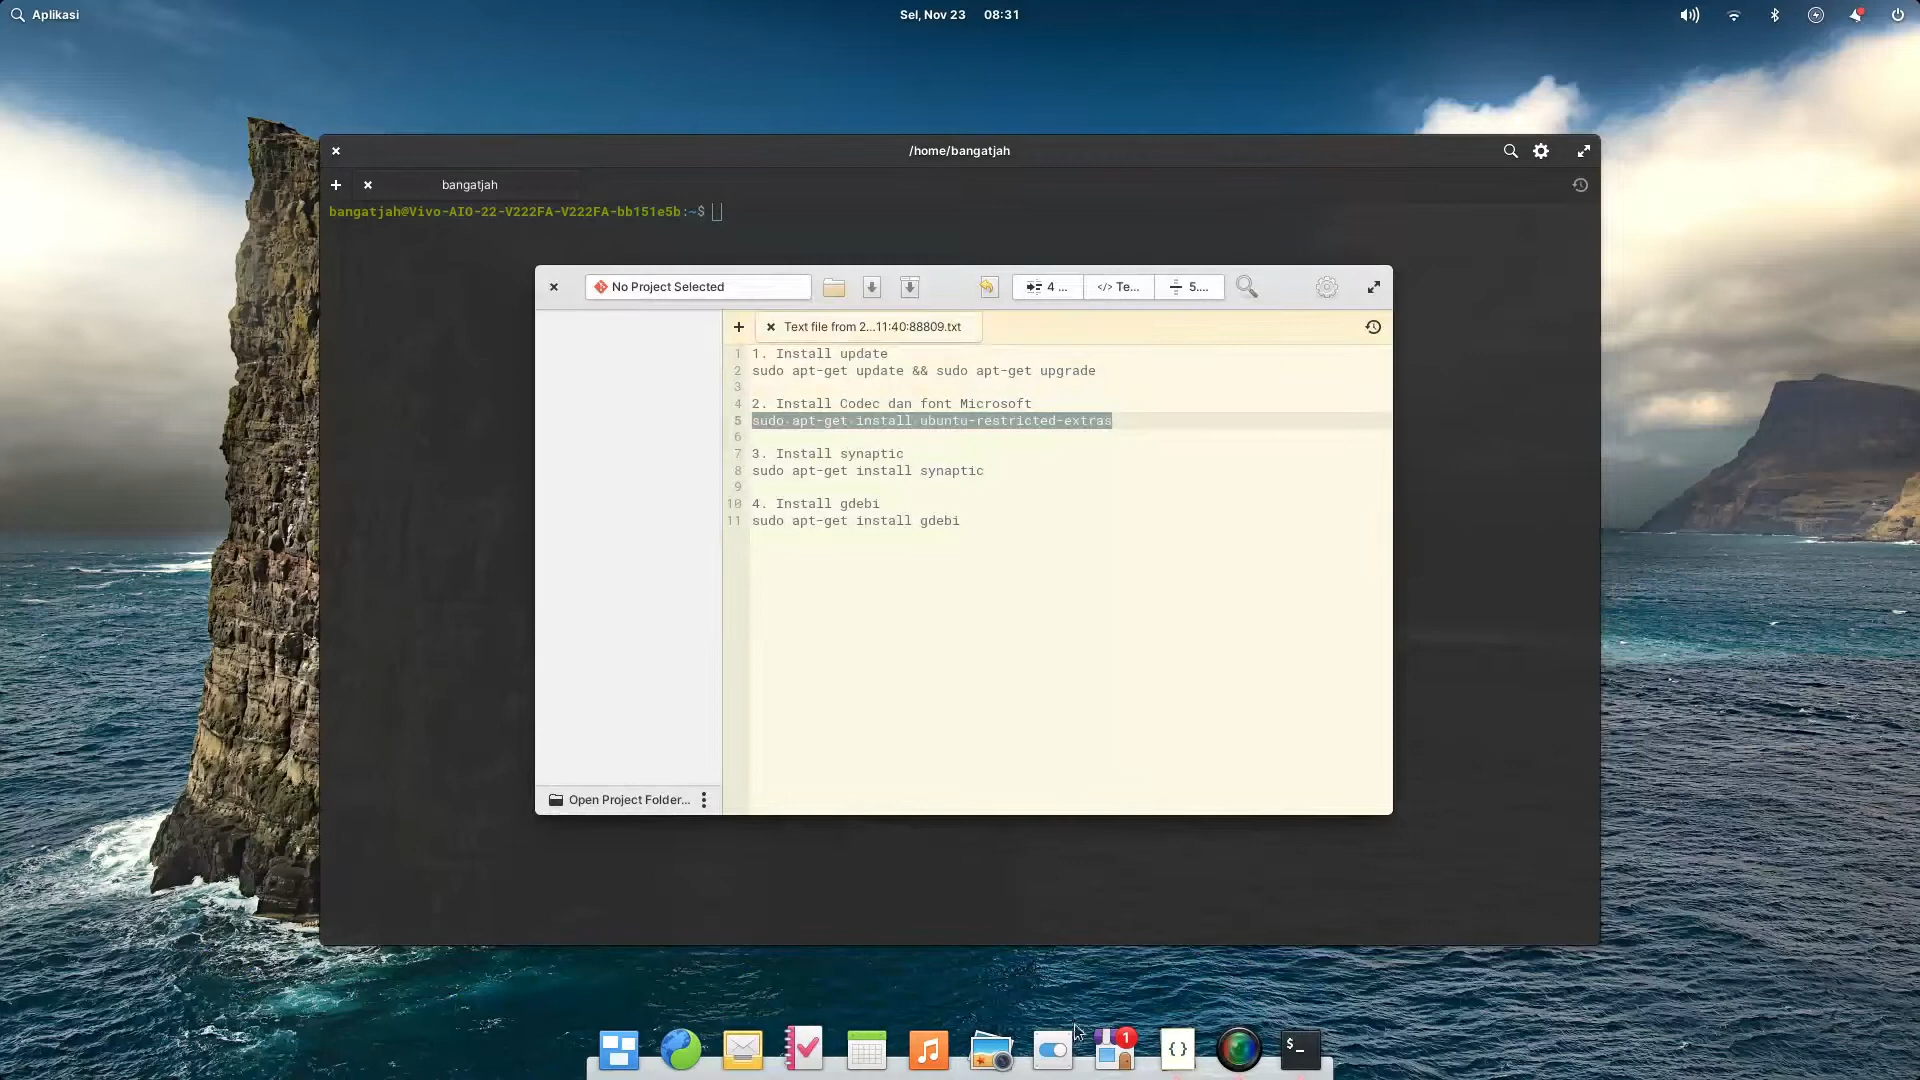 Aplikasi
Sel, Nov 23 08:31
/home/bangatjah
bangatjah
bangatjah@Vivo-AIO-22-V222FA-V222FA-bb151e5b:~$
No Project Selected
4 ...
</> Te...
5....
Text file from 2...11:40:88809.txt
1 1. Install update
2 sudo apt-get update && sudo apt-get upgrade
3
4 2. Install Codec dan font Microsoft
5 sudo apt-get install ubuntu-restricted-extras
6
7 3. Install synaptic
8 sudo apt-get install synaptic
9
10 4. Install gdebi
11 sudo apt-get install gdebi
Open Project Folder...
1
{ }
$_